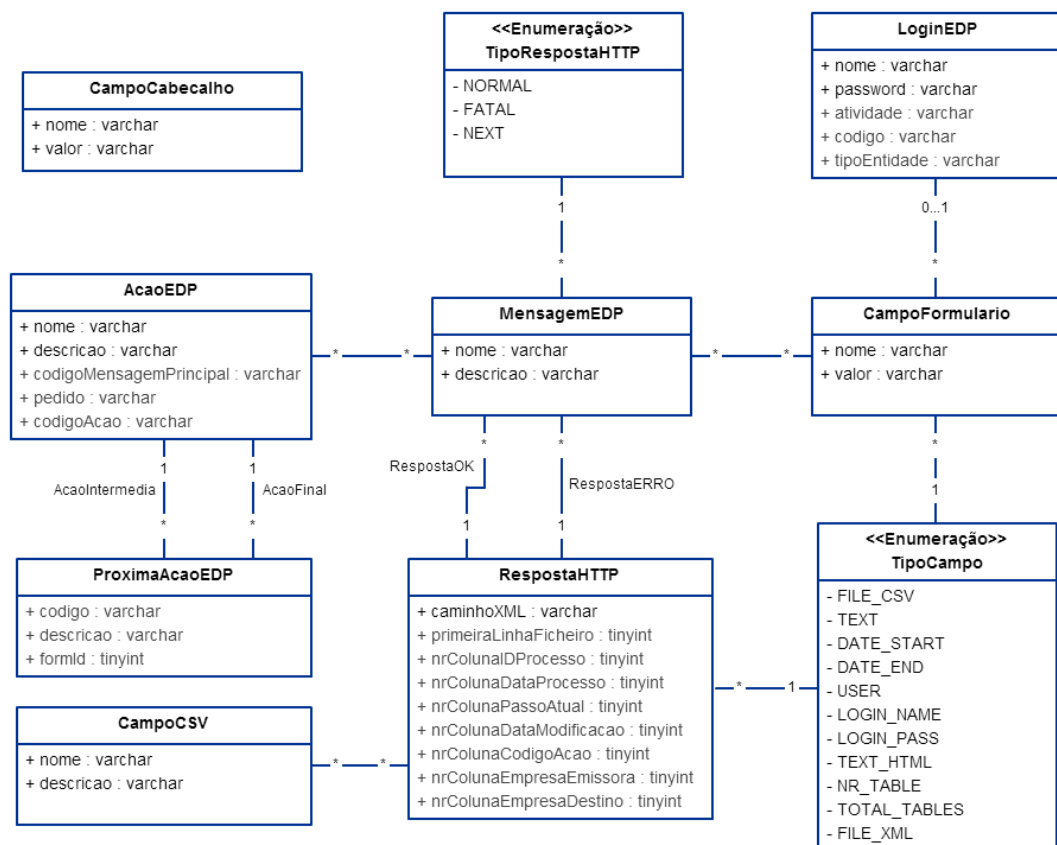 <<Enumeração>>
TipoRespostaHTTP
- NORMAL
- FATAL
- NEXT
LoginEDP
+ nome : varchar
+ password : varchar
+ atividade : varchar
+ codigo : varchar
+ tipoEntidade : varchar
CampoCabecalho
+ nome : varchar
+ valor : varchar
1
*
0...1
*
AcaoEDP
+ nome : varchar
+ descricao : varchar
+ codigoMensagemPrincipal : varchar
+ pedido : varchar
+ codigoAcao : varchar
* *
MensagemEDP
+ nome : varchar
+ descricao : varchar
* *
CampoFormulario
+ nome : varchar
+ valor : varchar
1 1
AcaoIntermedia
AcaoFinal
* *
* *
RespostaOK
RespostaERRO
1 1
*
1
ProximaAcaoEDP
+ codigo : varchar
+ descricao : varchar
+ formId : tinyint
RespostaHTTP
+ caminhoXML : varchar
+ primeiraLinhaFicheiro : tinyint
+ nrColunaIDProcesso : tinyint
+ nrColunaDataProcesso : tinyint
+ nrColunaPassoAtual : tinyint
+ nrColunaDataModificacao : tinyint
+ nrColunaCodigoAcao : tinyint
+ nrColunaEmpresaEmissora : tinyint
+ nrColunaEmpresaDestino : tinyint
* 1
<<Enumeração>>
TipoCampo
- FILE_CSV
- TEXT
- DATE_START
- DATE_END
- USER
- LOGIN_NAME
- LOGIN_PASS
- TEXT_HTML
- NR_TABLE
- TOTAL_TABLES
- FILE_XML
CampoCSV
+ nome : varchar
+ descricao : varchar
* *